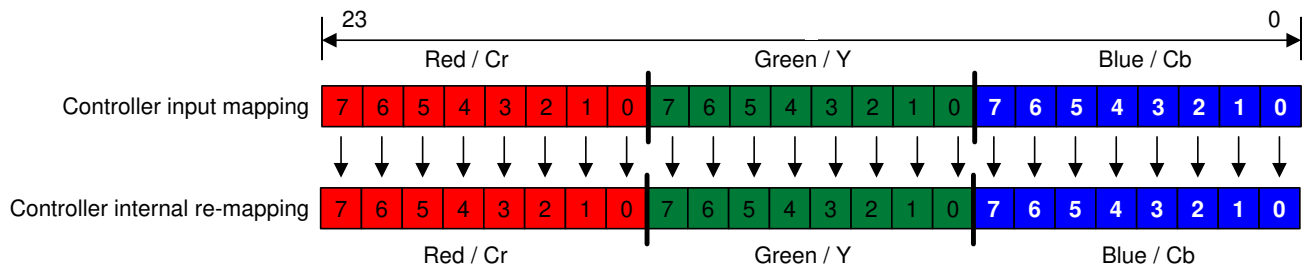 23 0
Red / Cr Green / Y Blue / Cb
Controller input mapping 7 6 5 4 3 2 1 0 7 6 5 4 3 2 1 0 7 6 5 4 3 2 1 0
Controller internal re-mapping 7 6 5 4 3 2 1 0 7 6 5 4 3 2 1 0 7 6 5 4 3 2 1 0
Red / Cr Green / Y Blue / Cb